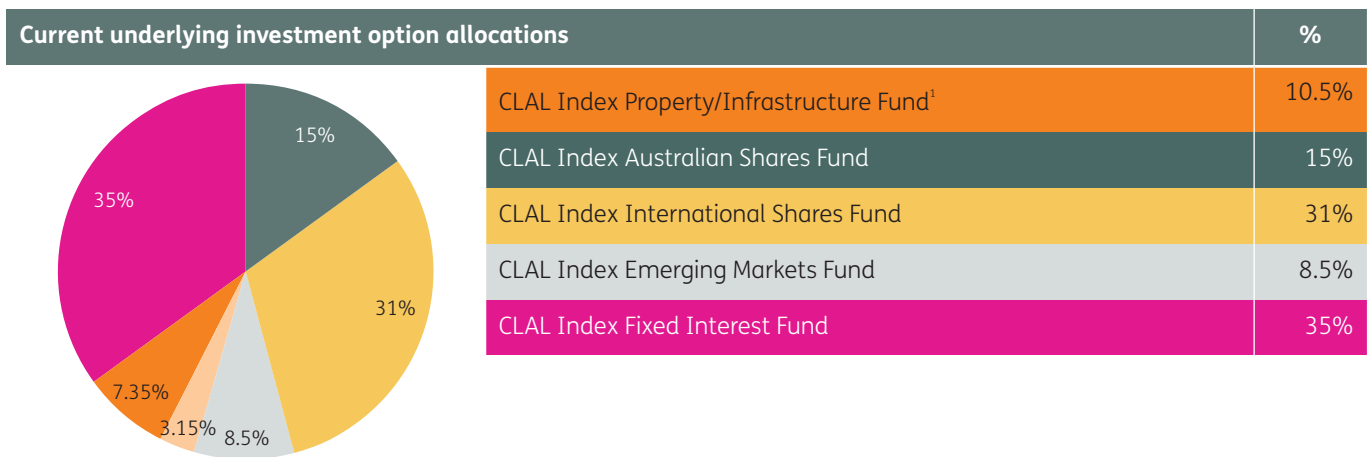 Current underlying investment option allocations %
CLAL Index Property/Infrastructure Fund¹ 10.5%
CLAL Index Australian Shares Fund 15%
CLAL Index International Shares Fund 31%
CLAL Index Emerging Markets Fund 8.5%
CLAL Index Fixed Interest Fund 35%
15%
35%
31%
7.35%
3.15%
8.5%